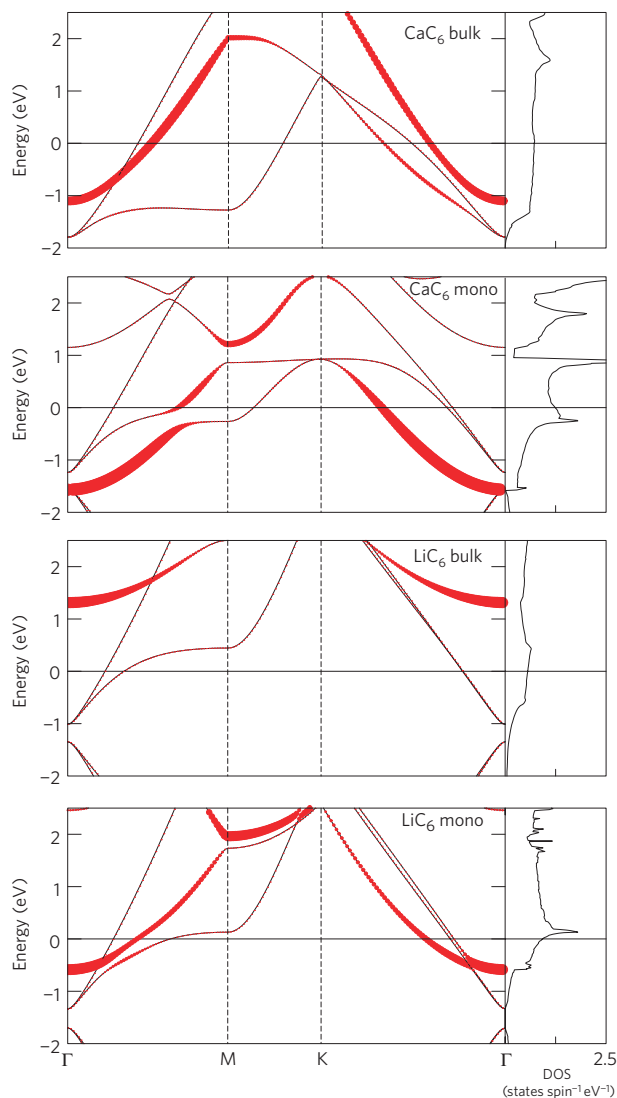 CaC₆ bulk
2
1
0
−1
−2
Energy (eV)
CaC₆ mono
2
1
0
−1
−2
Energy (eV)
LiC₆ bulk
2
1
0
−1
−2
Energy (eV)
LiC₆ mono
2
1
0
−1
−2
Energy (eV)
Γ M K Γ 2.5
DOS
(states spin⁻¹ eV⁻¹)